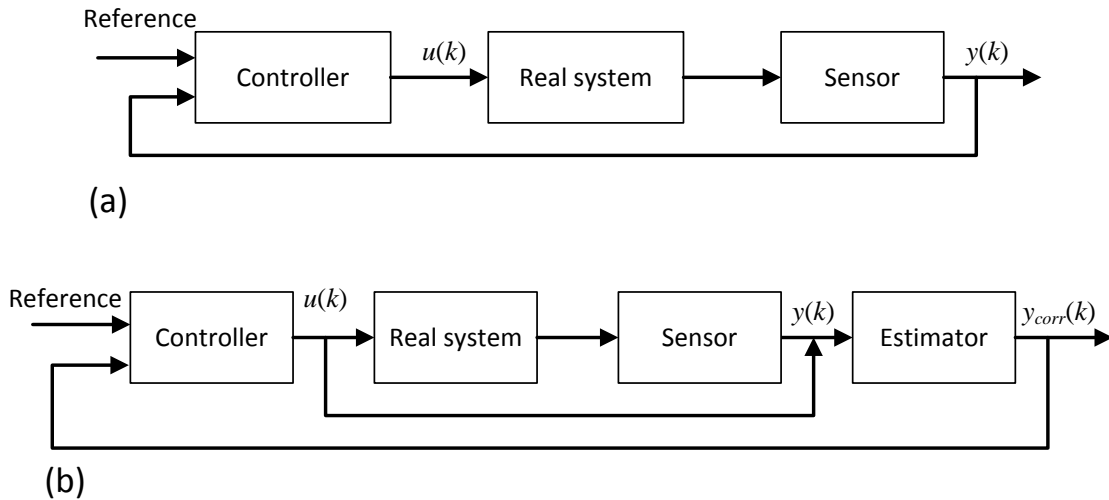 Reference
Controller
u(k)
Real system
Sensor
y(k)
(a)
Reference
Controller
u(k)
Real system
Sensor
y(k)
Estimator
ycorr(k)
(b)